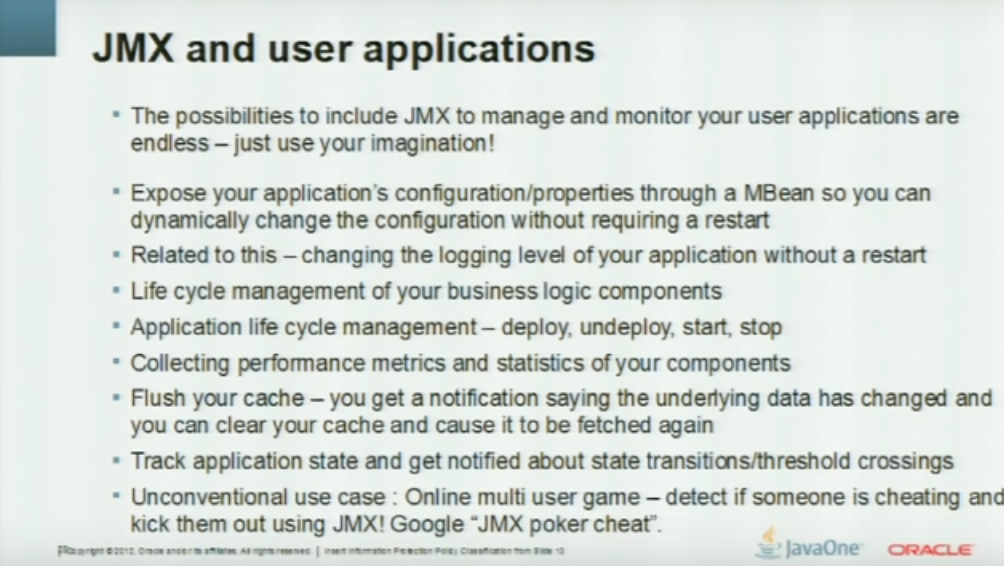 JMX and user applications
The possibilities to include JMX to manage and monitor your user applications are
endless – just use your imagination!
Expose your application's configuration/properties through a MBean so you can
dynamically change the configuration without requiring a restart
Related to this – changing the logging level of your application without a restart
Life cycle management of your business logic components
Application life cycle management – deploy, undeploy, start, stop
Collecting performance metrics and statistics of your components
Flush your cache – you get a notification saying the underlying data has changed and
you can clear your cache and cause it to be fetched again
Track application state and get notified about state transitions/threshold crossings
Unconventional use case : Online multi user game – detect if someone is cheating and
kick them out using JMX! Google “JMX poker cheat”.
Copyright © 2012, Oracle and/or its affiliates. All rights reserved. | Insert Information Protection Policy Classification from Slide 13
JavaOne
ORACLE